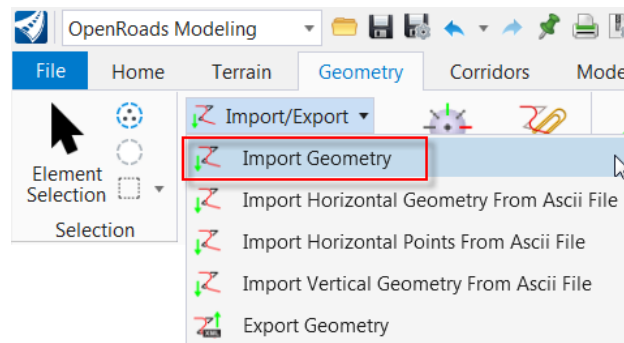 OpenRoads Modeling
File Home Terrain Geometry Corridors Mode
Import/Export
Import Geometry
Element
Selection
Import Horizontal Geometry From Ascii File
Selection
Import Horizontal Points From Ascii File
Import Vertical Geometry From Ascii File
Export Geometry